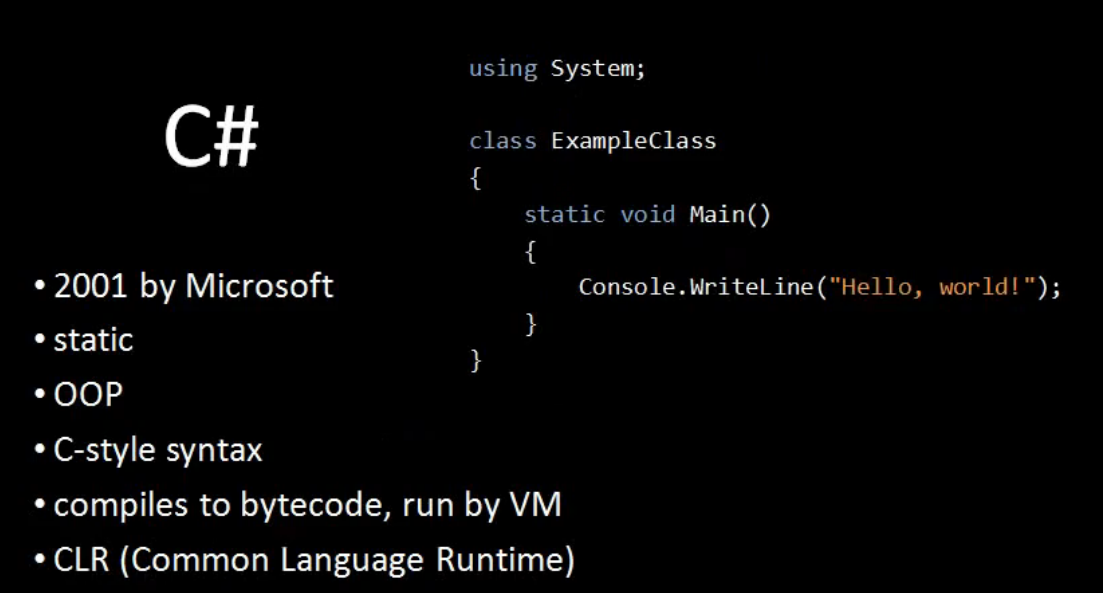 C#
• 2001 by Microsoft
• static
• OOP
• C-style syntax
• compiles to bytecode, run by VM
• CLR (Common Language Runtime)
using System;
class ExampleClass
{
    static void Main()
    {
        Console.WriteLine("Hello, world!");
    }
}